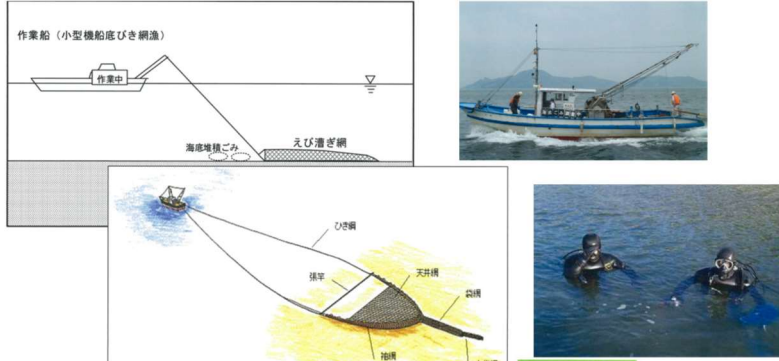 作業船（小型機船底びき網漁）
作業中
えび漕ぎ網
海底堆積ごみ
ひき綱
張竿
天井網
袋網
袖網